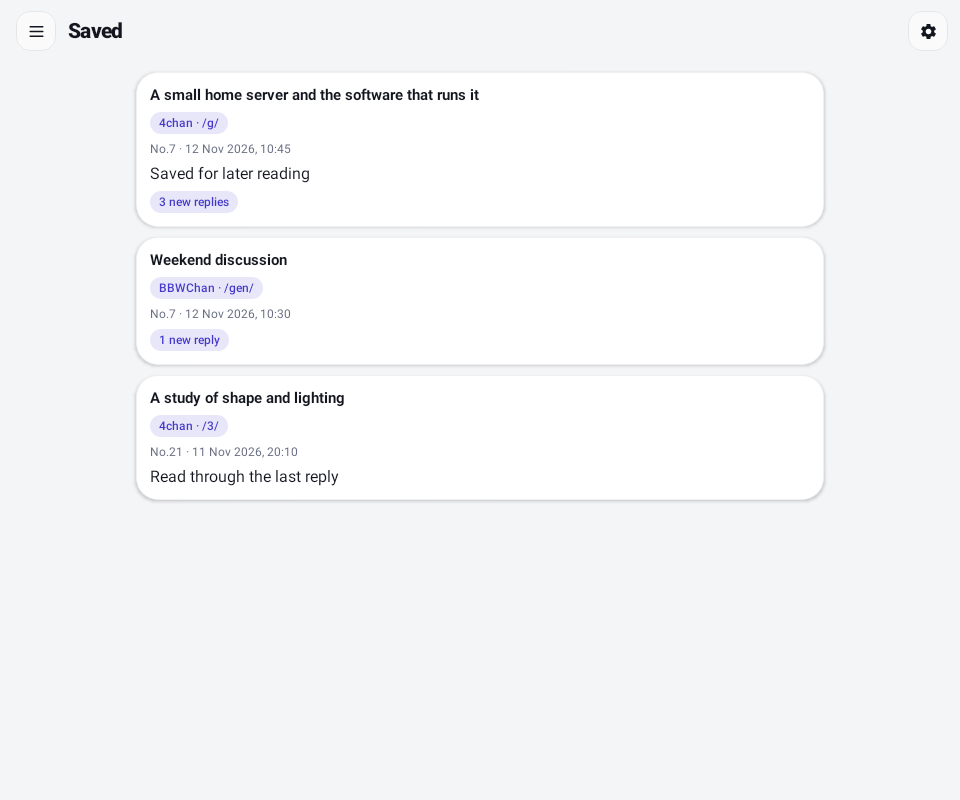 Saved
A small home server and the software that runs it
4chan · /g/
No.7 · 12 Nov 2026, 10:45
Saved for later reading
3 new replies
Weekend discussion
BBWChan · /gen/
No.7 · 12 Nov 2026, 10:30
1 new reply
A study of shape and lighting
4chan · /3/
No.21 · 11 Nov 2026, 20:10
Read through the last reply